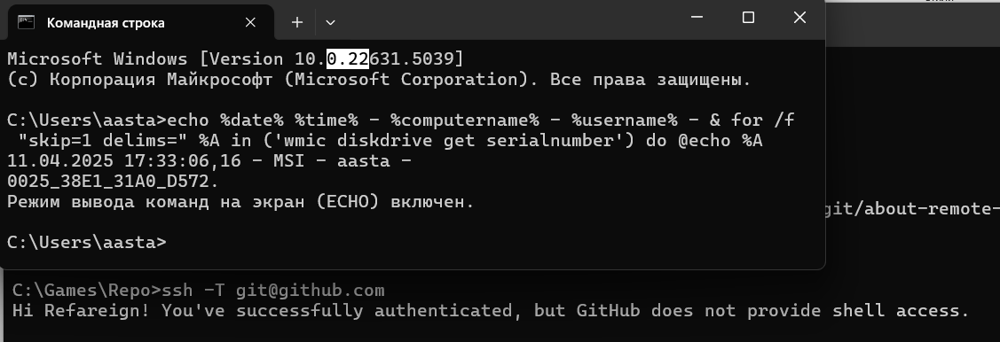 Командная строка
Microsoft Windows [Version 10.0.22631.5039]
(c) Корпорация Майкрософт (Microsoft Corporation). Все права защищены.
C:\Users\aasta>echo %date% %time% - %computername% - %username% - & for /f
"skip=1 delims=" %A in ('wmic diskdrive get serialnumber') do @echo %A
11.04.2025 17:33:06,16 - MSI - aasta -
0025_38E1_31A0_D572.
Режим вывода команд на экран (ECHO) включен.
git/about-remote-
C:\Users\aasta>
C:\Games\Repo>ssh -T git@github.com
Hi Refareign! You've successfully authenticated, but GitHub does not provide shell access.